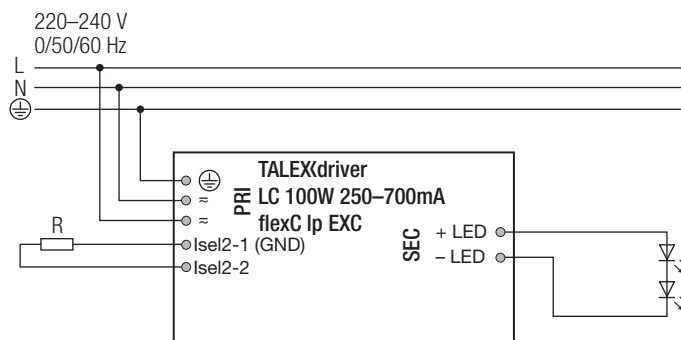 220–240 V
0/50/60 Hz
L
N
TALEXdriver
LC 100W 250–700mA
flexC lp EXC
PRI
≂
≂
R
Isel2-1 (GND)
Isel2-2
SEC
+ LED
– LED